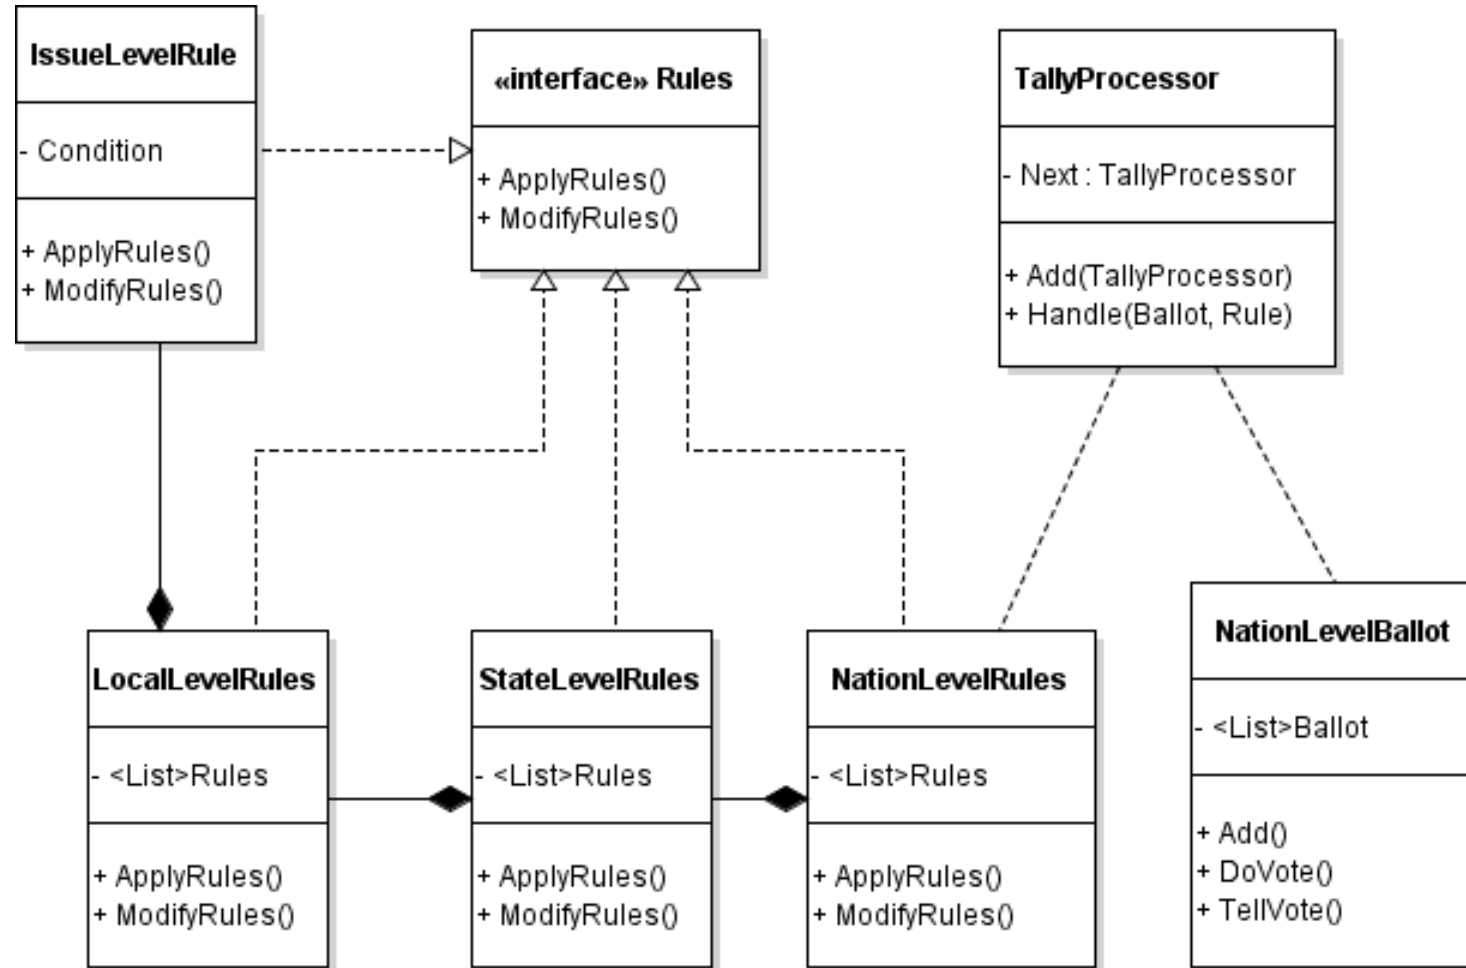 IssueLevelRule
- Condition
+ ApplyRules()
+ ModifyRules()
«interface» Rules
+ ApplyRules()
+ ModifyRules()
TallyProcessor
- Next : TallyProcessor
+ Add(TallyProcessor)
+ Handle(Ballot, Rule)
LocalLevelRules
- <List>Rules
+ ApplyRules()
+ ModifyRules()
StateLevelRules
- <List>Rules
+ ApplyRules()
+ ModifyRules()
NationLevelRules
- <List>Rules
+ ApplyRules()
+ ModifyRules()
NationLevelBallot
- <List>Ballot
+ Add()
+ DoVote()
+ TellVote()